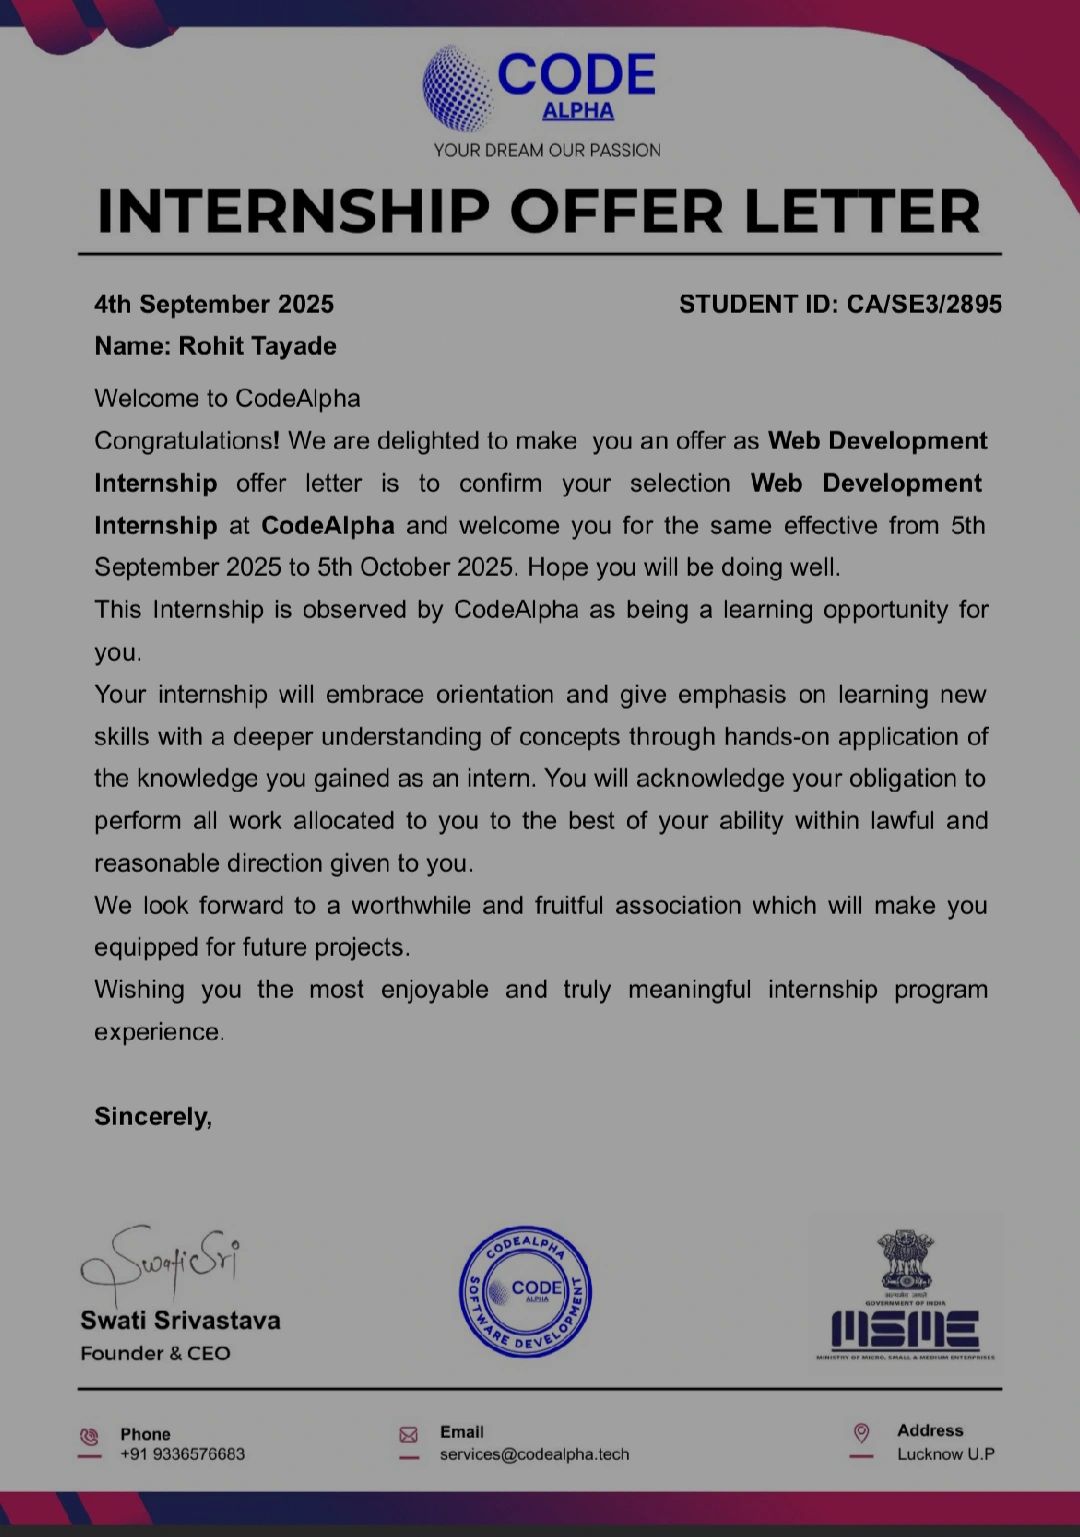 CODE
ALPHA
YOUR DREAM OUR PASSION
INTERNSHIP OFFER LETTER
4th September 2025 STUDENT ID: CA/SE3/2895
Name: Rohit Tayade
Welcome to CodeAlpha
Congratulations! We are delighted to make you an offer as Web Development
Internship offer letter is to confirm your selection Web Development
Internship at CodeAlpha and welcome you for the same effective from 5th
September 2025 to 5th October 2025. Hope you will be doing well.
This Internship is observed by CodeAlpha as being a learning opportunity for
you.
Your internship will embrace orientation and give emphasis on learning new
skills with a deeper understanding of concepts through hands-on application of
the knowledge you gained as an intern. You will acknowledge your obligation to
perform all work allocated to you to the best of your ability within lawful and
reasonable direction given to you.
We look forward to a worthwhile and fruitful association which will make you
equipped for future projects.
Wishing you the most enjoyable and truly meaningful internship program
experience.
Sincerely,
SwatiSri
Swati Srivastava
Founder & CEO
CODEALPHA
CODE
ALPHA
SOFTWARE DEVELOPMENT
सत्यमेव जयते
GOVERNMENT OF INDIA
MSME
MINISTRY OF MICRO, SMALL & MEDIUM ENTERPRISES
Phone
+91 9336576683
Email
services@codealpha.tech
Address
Lucknow U.P